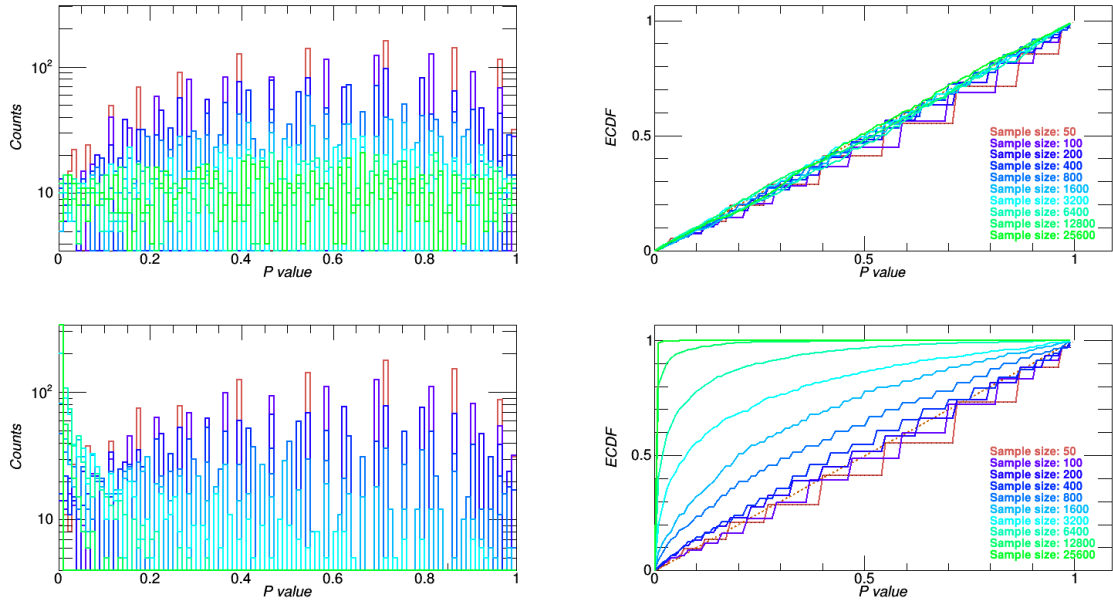 Counts
10²
10
0
0.2
0.4
0.6
0.8
1
P value
ECDF
1
0.5
0
0
0.5
1
P value
Sample size: 50
Sample size: 100
Sample size: 200
Sample size: 400
Sample size: 800
Sample size: 1600
Sample size: 3200
Sample size: 6400
Sample size: 12800
Sample size: 25600
Counts
10²
10
0
0.2
0.4
0.6
0.8
1
P value
ECDF
1
0.5
0
0
0.5
1
P value
Sample size: 50
Sample size: 100
Sample size: 200
Sample size: 400
Sample size: 800
Sample size: 1600
Sample size: 3200
Sample size: 6400
Sample size: 12800
Sample size: 25600